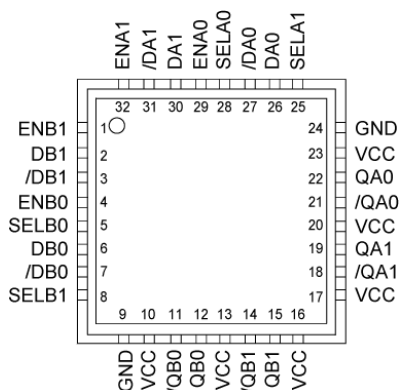 ENA1
/DA1
DA1
ENA0
SELA0
/DA0
DA0
SELA1
32 31 30 29 28 27 26 25
ENB1 1 24 GND
DB1 2 23 VCC
/DB1 3 22 QA0
ENB0 4 21 /QA0
SELB0 5 20 VCC
DB0 6 19 QA1
/DB0 7 18 /QA1
SELB1 8 17 VCC
9 10 11 12 13 14 15 16
GND
VCC
/QB0
QB0
VCC
/QB1
QB1
VCC